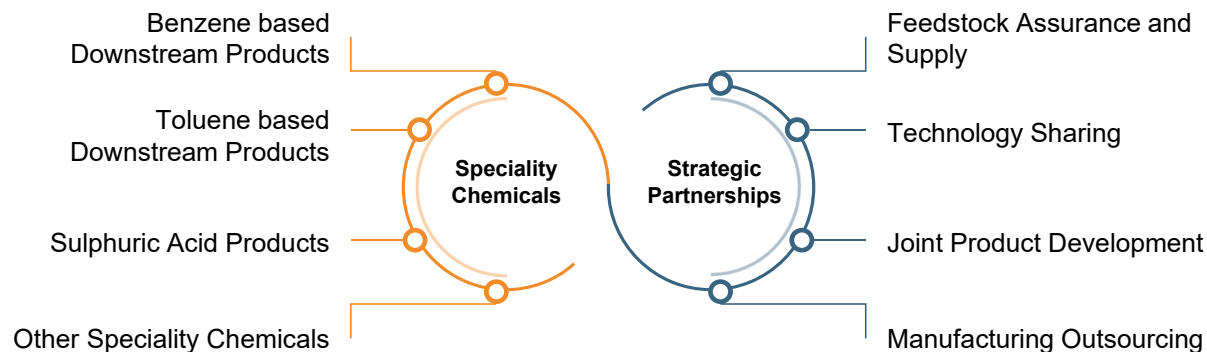 Benzene based
Downstream Products
Toluene based
Downstream Products
Sulphuric Acid Products
Other Speciality Chemicals
Speciality
Chemicals
Strategic
Partnerships
Feedstock Assurance and
Supply
Technology Sharing
Joint Product Development
Manufacturing Outsourcing